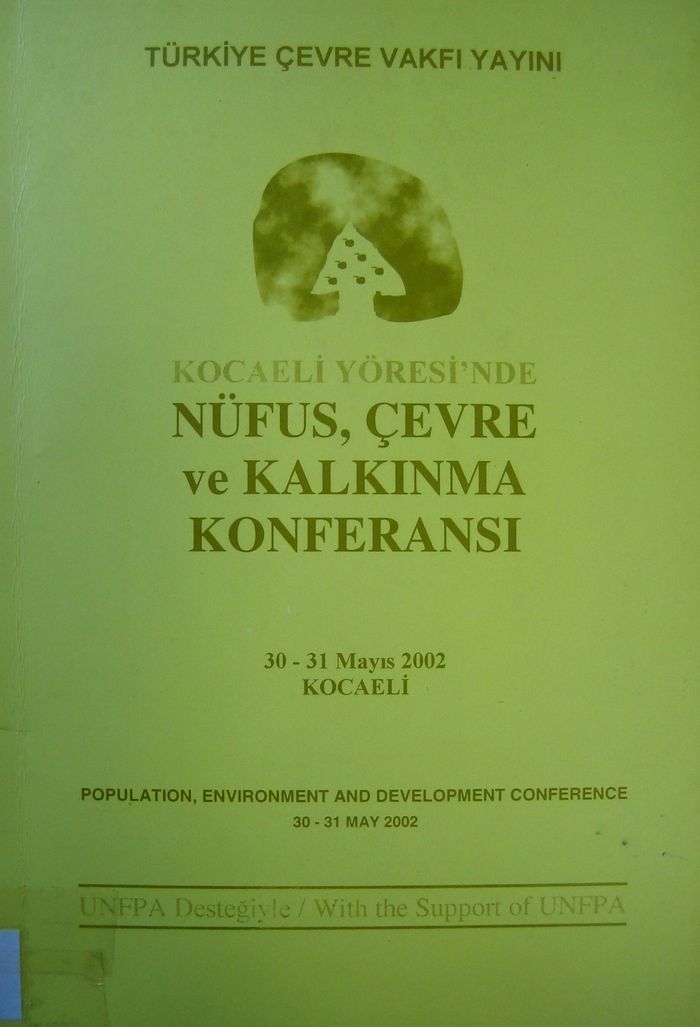 TÜRKİYE ÇEVRE VAKFI YAYINI
KOCAELİ YÖRESİ'NDE
NÜFUS, ÇEVRE
ve KALKINMA
KONFERANSI
30 - 31 Mayıs 2002
KOCAELİ
POPULATION, ENVIRONMENT AND DEVELOPMENT CONFERENCE
30 - 31 MAY 2002
UNFPA Desteğiyle / With the Support of UNFPA